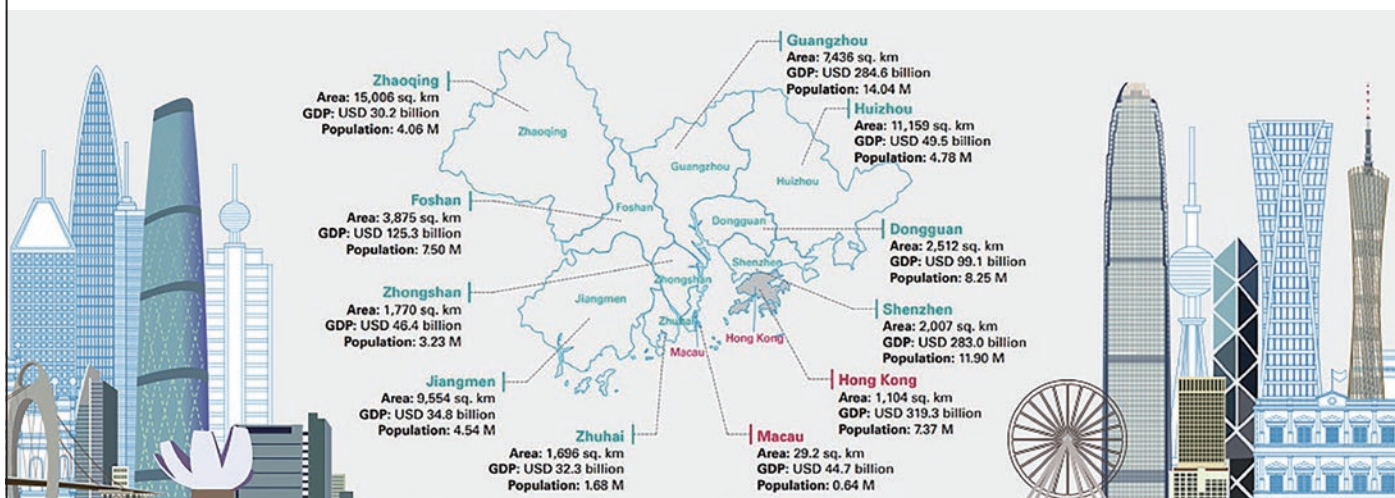 Guangzhou
Area: 7,436 sq. km
GDP: USD 284.6 billion
Population: 14.04 M
Zhaoqing
Area: 15,006 sq. km
GDP: USD 30.2 billion
Population: 4.06 M
Huizhou
Area: 11,159 sq. km
GDP: USD 49.5 billion
Population: 4.78 M
Zhaoqing
Guangzhou
Huizhou
Foshan
Area: 3,875 sq. km
GDP: USD 125.3 billion
Population: 7.50 M
Foshan
Dongguan
Dongguan
Area: 2,512 sq. km
GDP: USD 99.1 billion
Population: 8.25 M
Shenzhen
Zhongshan
Zhongshan
Area: 1,770 sq. km
GDP: USD 46.4 billion
Population: 3.23 M
Jiangmen
Shenzhen
Area: 2,007 sq. km
GDP: USD 283.0 billion
Population: 11.90 M
Zhuhai
Hong Kong
Macau
Jiangmen
Area: 9,554 sq. km
GDP: USD 34.8 billion
Population: 4.54 M
Hong Kong
Area: 1,104 sq. km
GDP: USD 319.3 billion
Population: 7.37 M
Zhuhai
Area: 1,696 sq. km
GDP: USD 32.3 billion
Population: 1.68 M
Macau
Area: 29.2 sq. km
GDP: USD 44.7 billion
Population: 0.64 M